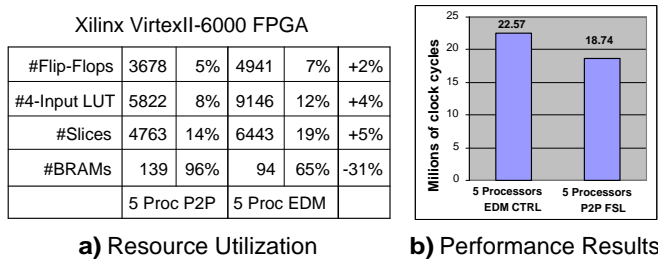 Xilinx VirtexII-6000 FPGA
#Flip-Flops 3678 5% 4941 7% +2%
#4-Input LUT 5822 8% 9146 12% +4%
#Slices 4763 14% 6443 19% +5%
#BRAMs 139 96% 94 65% -31%
5 Proc P2P 5 Proc EDM
a) Resource Utilization
Millions of clock cycles
25
20
15
10
5
0
22.57
18.74
5 Processors EDM CTRL
5 Processors P2P FSL
b) Performance Results